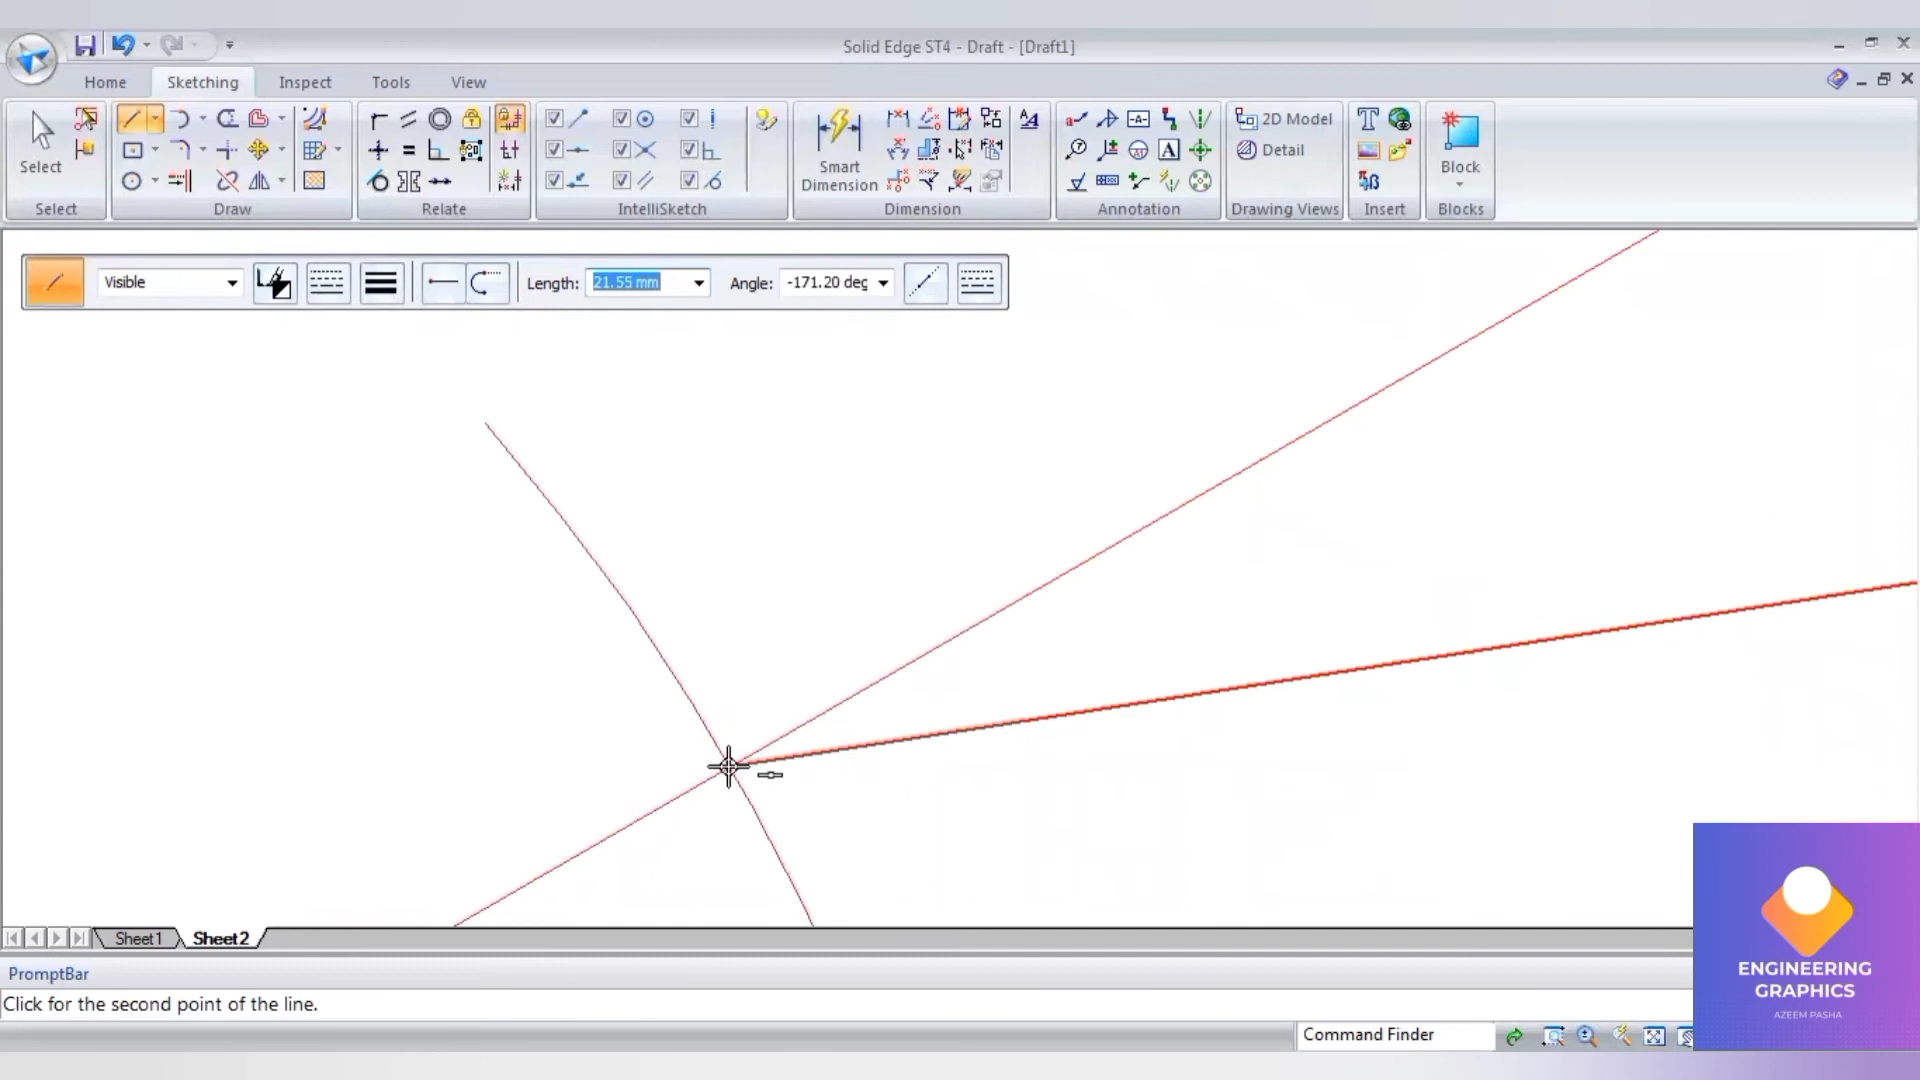 Solid Edge ST4 - Draft - [Draft1]
Home Sketching Inspect Tools View
Select
Smart
Dimension
2D Model
Detail
Block
Select Draw Relate IntelliSketch Dimension Annotation Drawing Views Insert Blocks
Visible Length: 21.55 mm Angle: -171.20 deg
Sheet1 Sheet2
PromptBar
Click for the second point of the line.
Command Finder
ENGINEERING
GRAPHICS
AZEEM PASHA